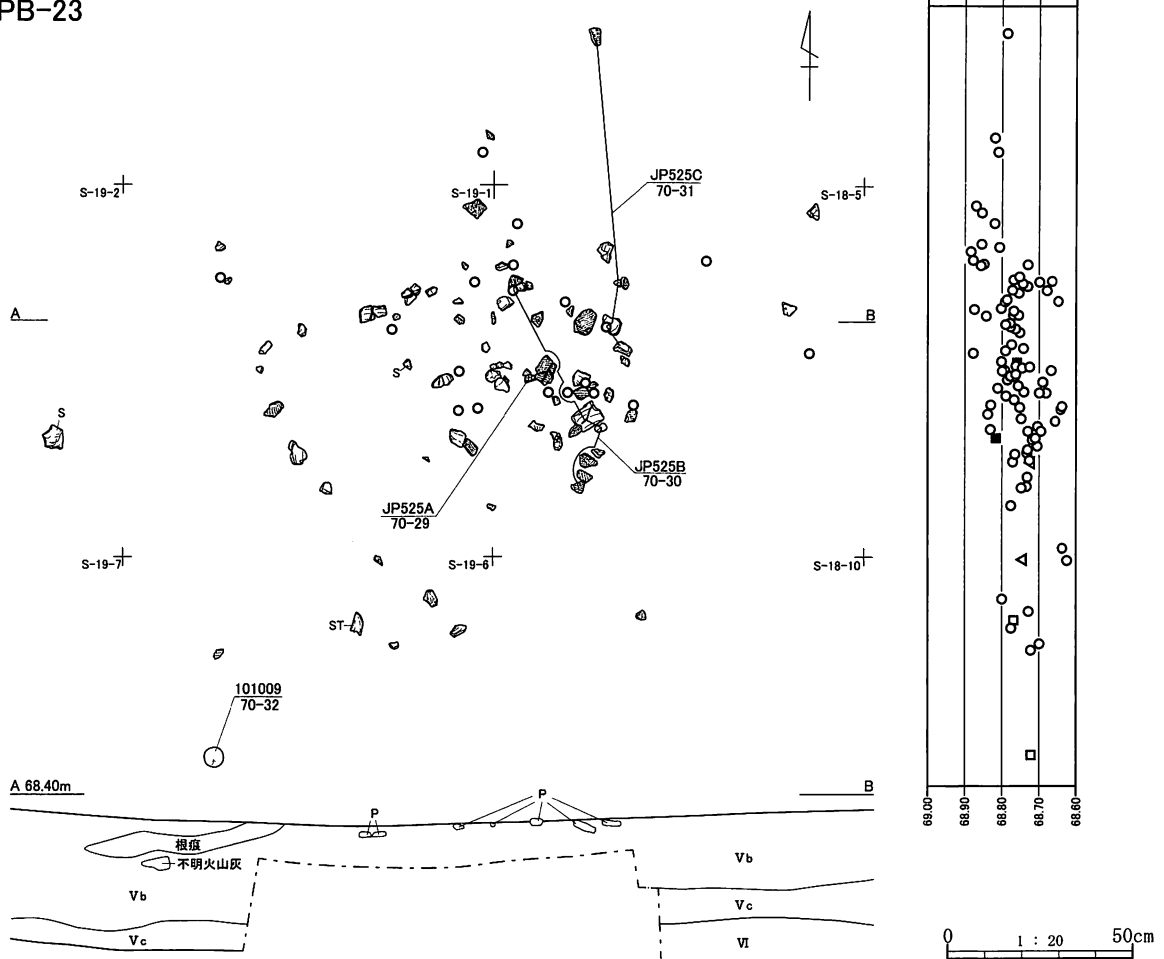 PB-23
S-19-2
S-19-1
JP525C
70-31
S-18-5
A
B
S
S
JP525B
70-30
JP525A
70-29
S-19-7
S-19-6
S-18-10
ST
101009
70-32
A 68.40m
B
P
P
根痕
不明火山灰
Vb
Vb
Vc
Vc
VI
69.00
68.90
68.80
68.70
68.60
0
1 : 20
50cm